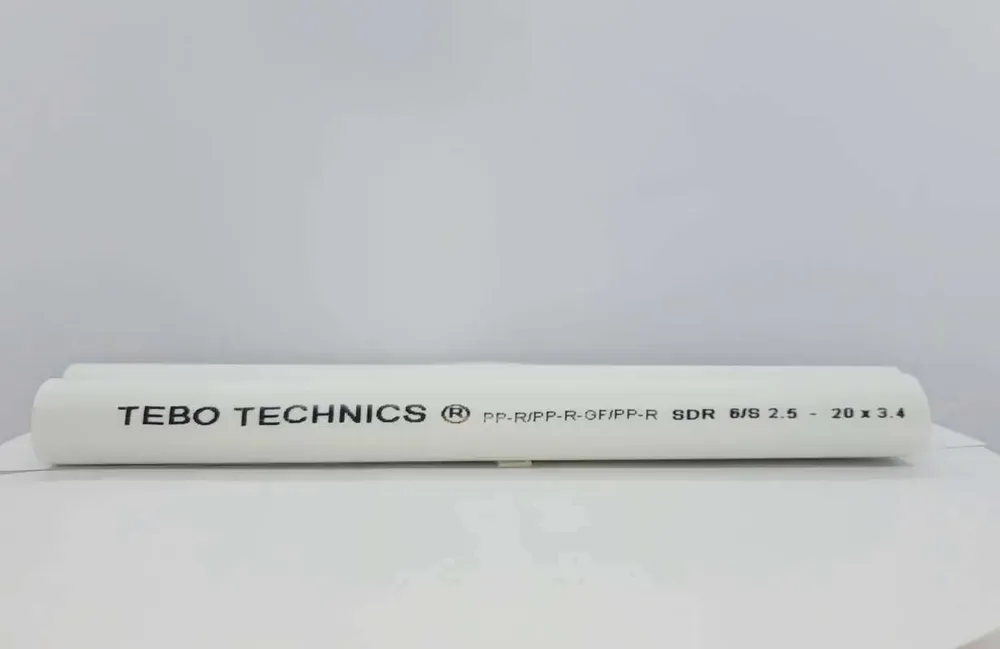 TEBO TECHNICS ® PP-R/PP-R-GF/PP-R SDR 6/S 2.5 - 20 x 3.4